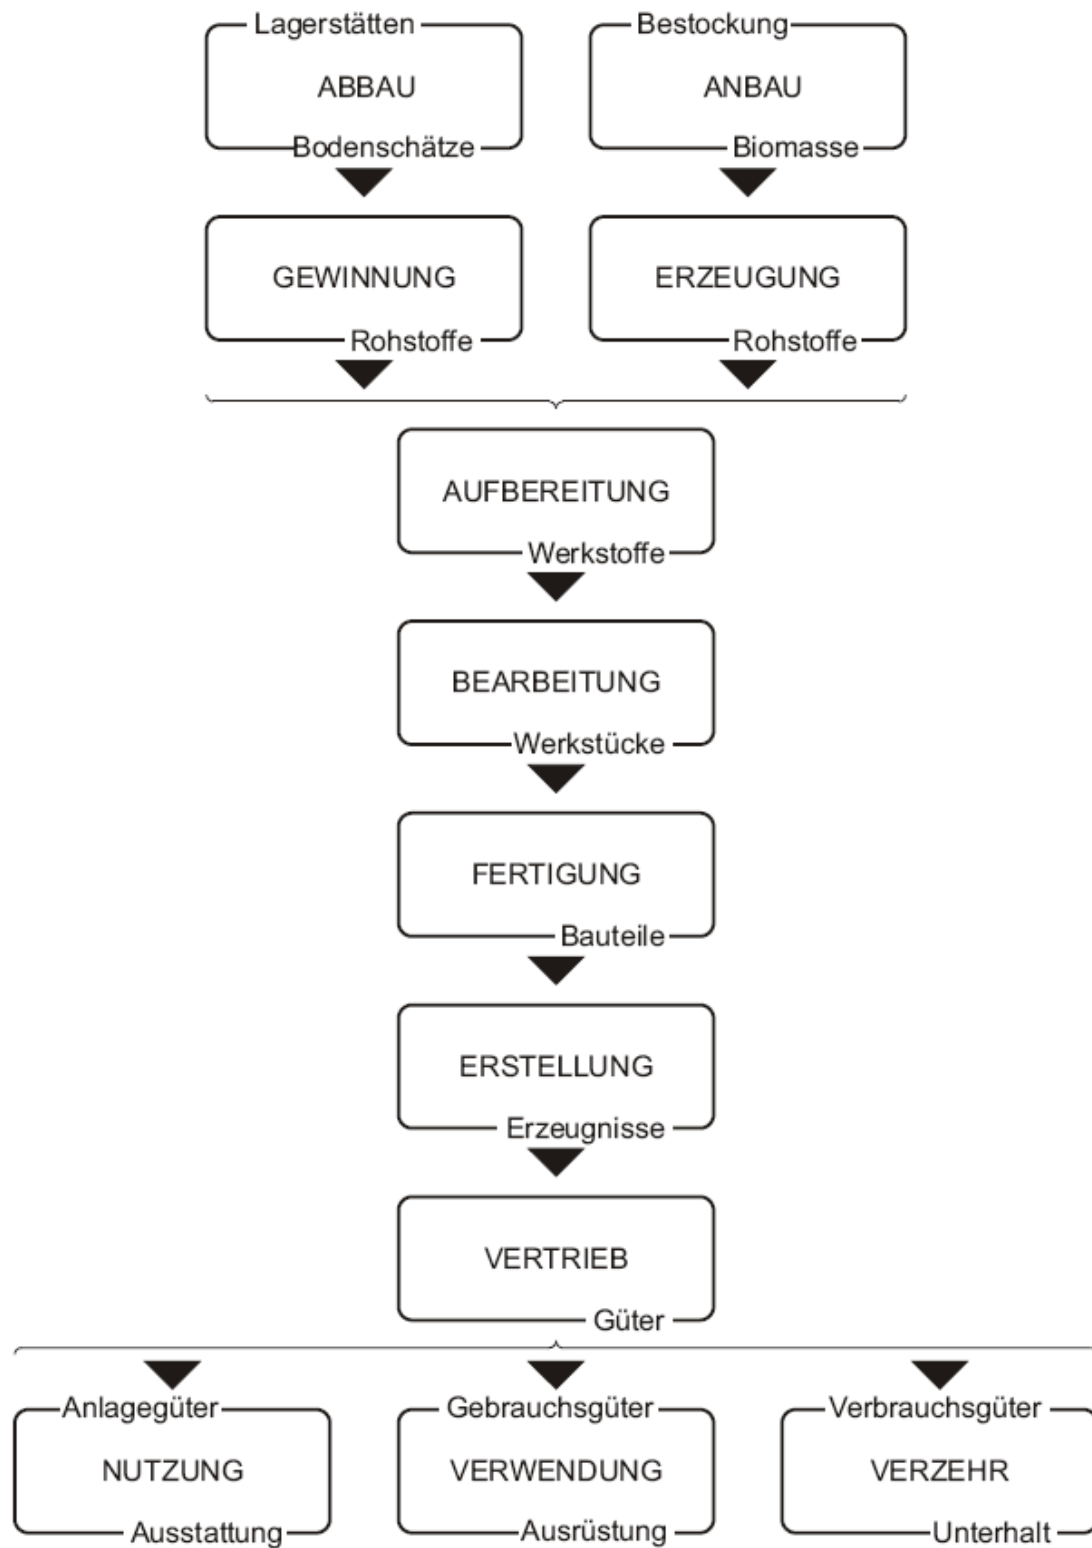 Lagerstätten
ABBAU
Bodenschätze
Bestockung
ANBAU
Biomasse
GEWINNUNG
Rohstoffe
ERZEUGUNG
Rohstoffe
AUFBEREITUNG
Werkstoffe
BEARBEITUNG
Werkstücke
FERTIGUNG
Bauteile
ERSTELLUNG
Erzeugnisse
VERTRIEB
Güter
Anlagegüter
NUTZUNG
Ausstattung
Gebrauchsgüter
VERWENDUNG
Ausrüstung
Verbrauchsgüter
VERZEHR
Unterhalt